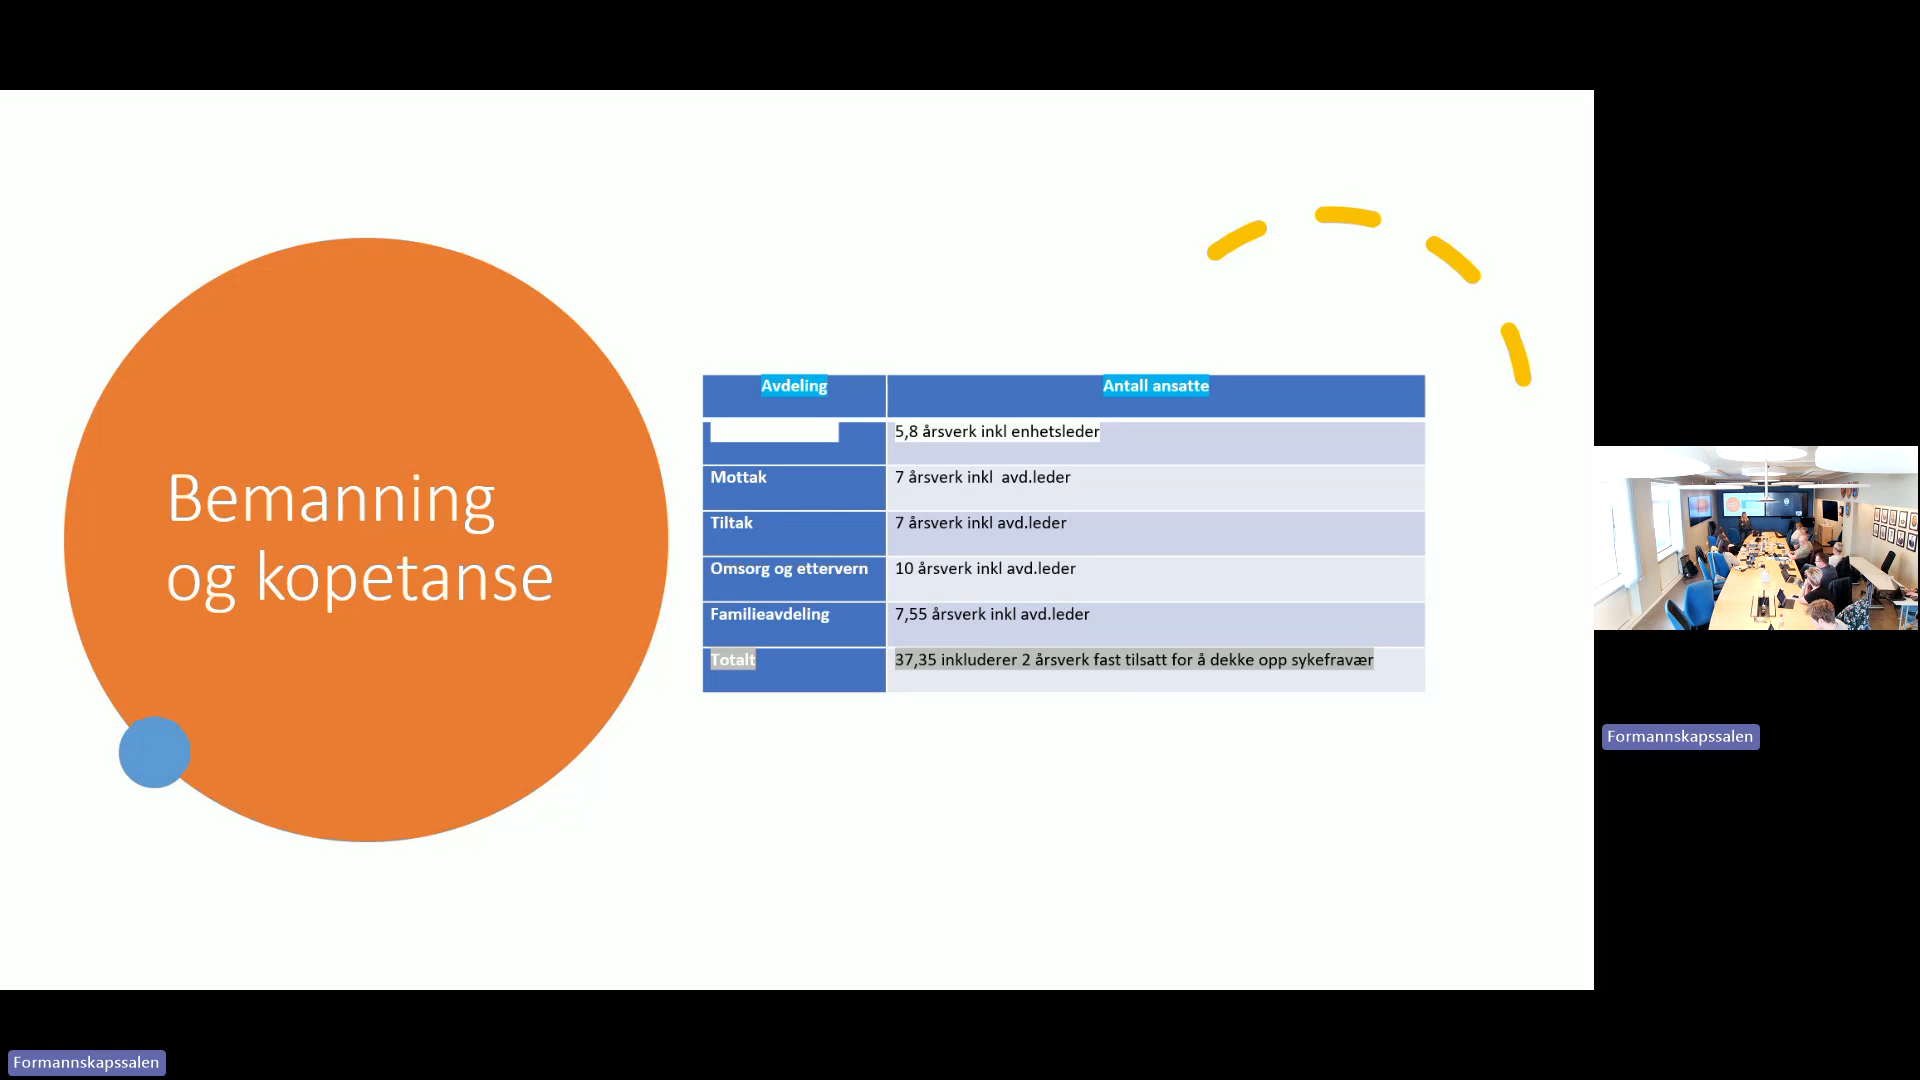 Bemanning
og kopetanse
Avdeling Antall ansatte
5,8 årsverk inkl enhetsleder
Mottak 7 årsverk inkl  avd.leder
Tiltak 7 årsverk inkl avd.leder
Omsorg og ettervern 10 årsverk inkl avd.leder
Familieavdeling 7,55 årsverk inkl avd.leder
Totalt 37,35 inkluderer 2 årsverk fast tilsatt for å dekke opp sykefravær
Formannskapssalen
Formannskapssalen